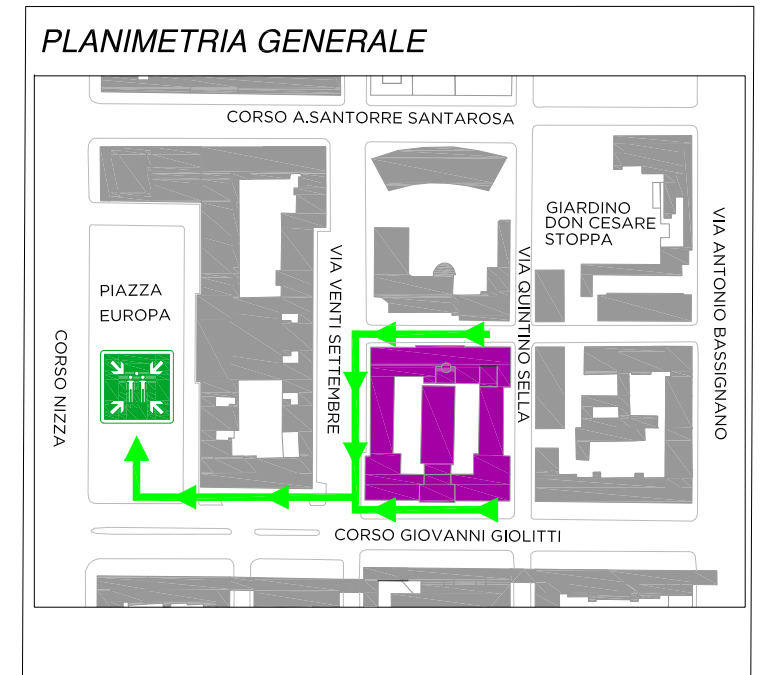 PLANIMETRIA GENERALE
CORSO A.SANTORRE SANTAROSA
GIARDINO
DON CESARE
STOPPA
VIA ANTONIO BASSIGNANO
VIA QUINTINO SELLA
VIA VENTI SETTEMBRE
PIAZZA
EUROPA
CORSO NIZZA
CORSO GIOVANNI GIOLITTI